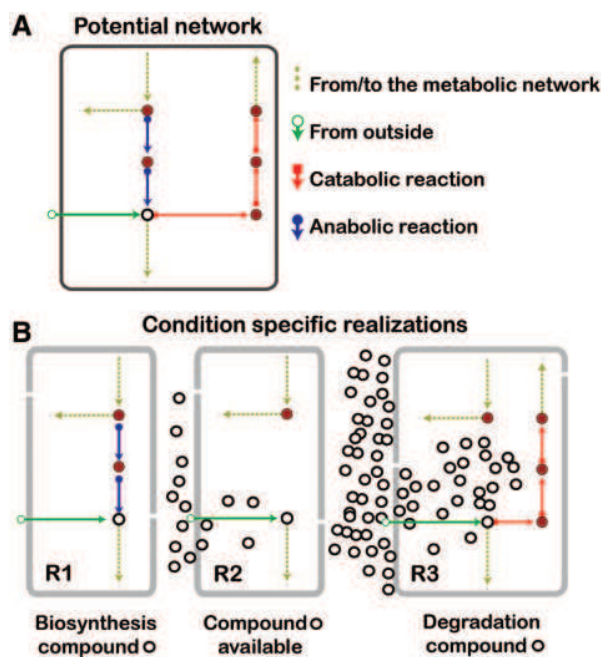 A
Potential network
From/to the metabolic network
From outside
Catabolic reaction
Anabolic reaction
B
Condition specific realizations
R1
R2
R3
Biosynthesis
compound
Compound
available
Degradation
compound